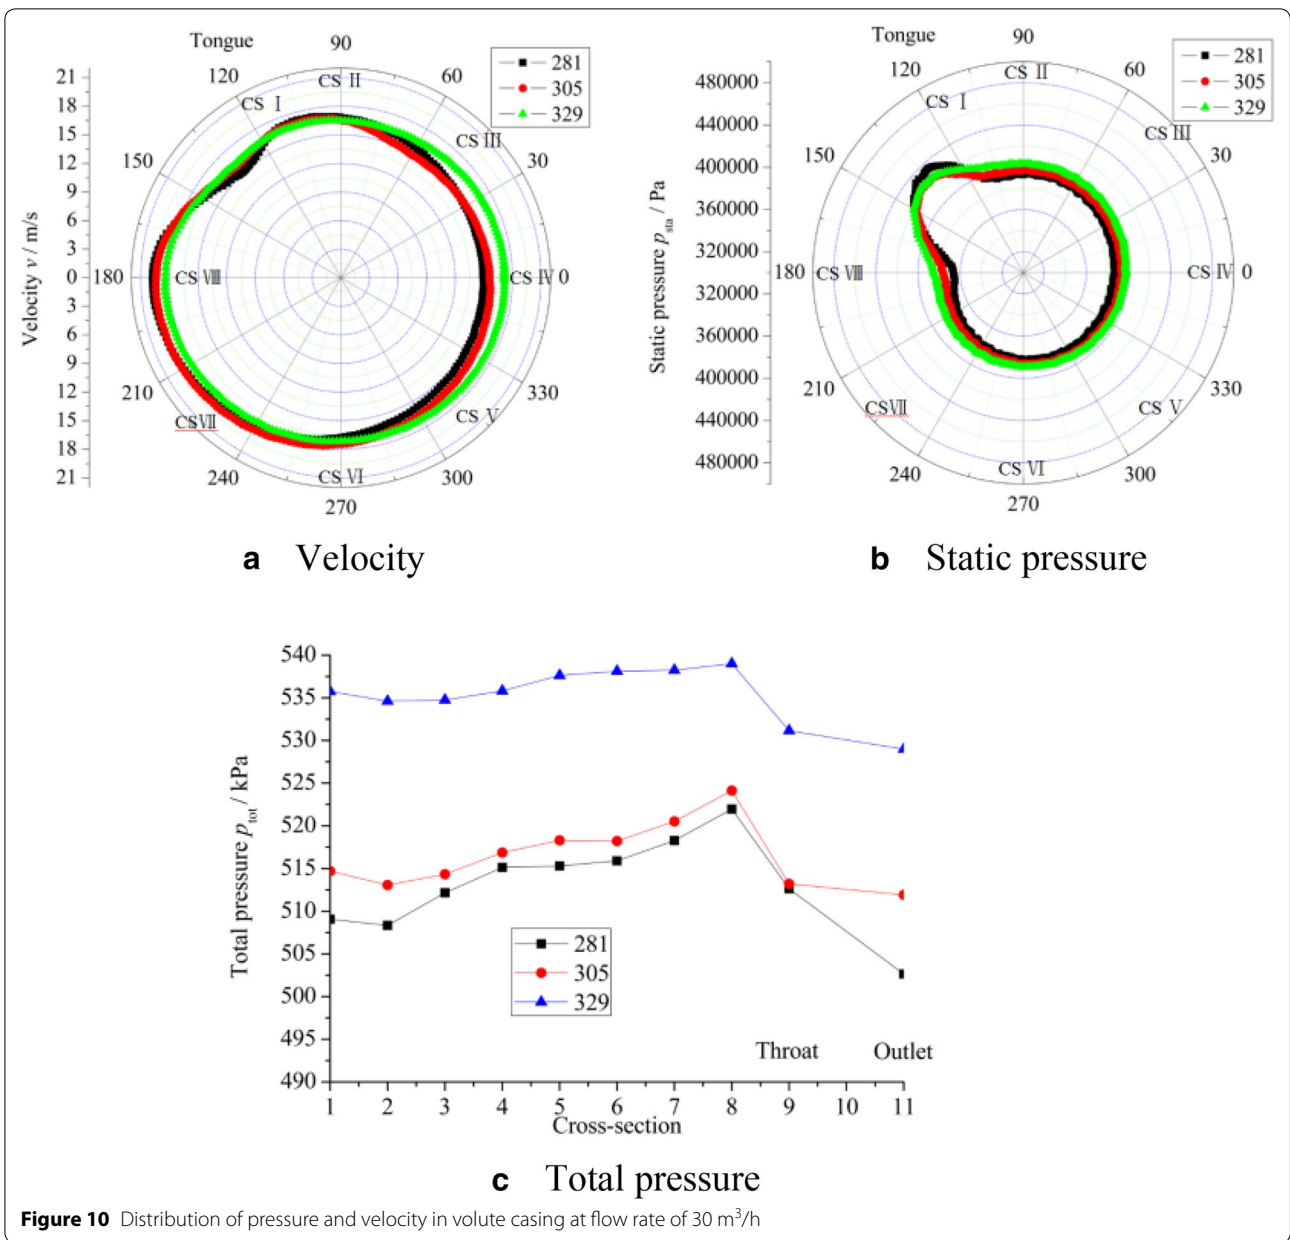 Tongue
90
120
60
150
30
180
0
210
330
240
300
270
CS Ⅰ
CS Ⅱ
CS Ⅲ
CS Ⅳ
CS Ⅴ
CS Ⅵ
CSⅦ
CS Ⅷ
21
18
15
12
9
6
3
0
3
6
9
12
15
18
21
Velocity v / m/s
281
305
329
a Velocity
Tongue
90
120
60
150
30
180
0
210
330
240
300
270
CS Ⅰ
CS Ⅱ
CS Ⅲ
CS Ⅳ
CS Ⅴ
CS Ⅵ
CSⅦ
CS Ⅷ
480000
440000
400000
360000
320000
320000
360000
400000
440000
480000
Static pressure psta / Pa
281
305
329
b Static pressure
540
535
530
525
520
515
510
505
500
495
490
Total pressure ptot / kPa
281
305
329
Throat Outlet
1 2 3 4 5 6 7 8 9 10 11
Cross-section
c Total pressure
Figure 10 Distribution of pressure and velocity in volute casing at flow rate of 30 m³/h